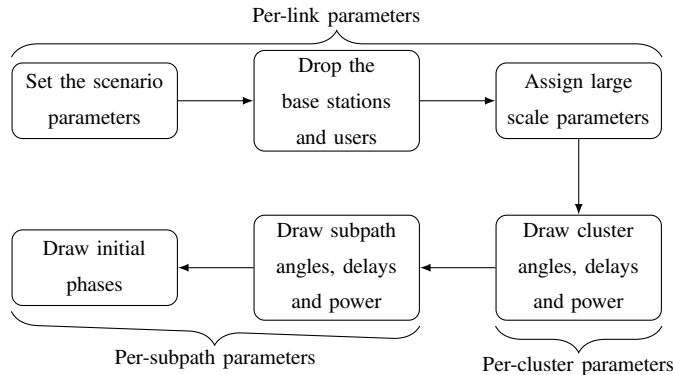 Per-link parameters
Set the scenario
parameters
Drop the
base stations
and users
Assign large
scale parameters
Draw initial
phases
Draw subpath
angles, delays
and power
Draw cluster
angles, delays
and power
Per-subpath parameters
Per-cluster parameters